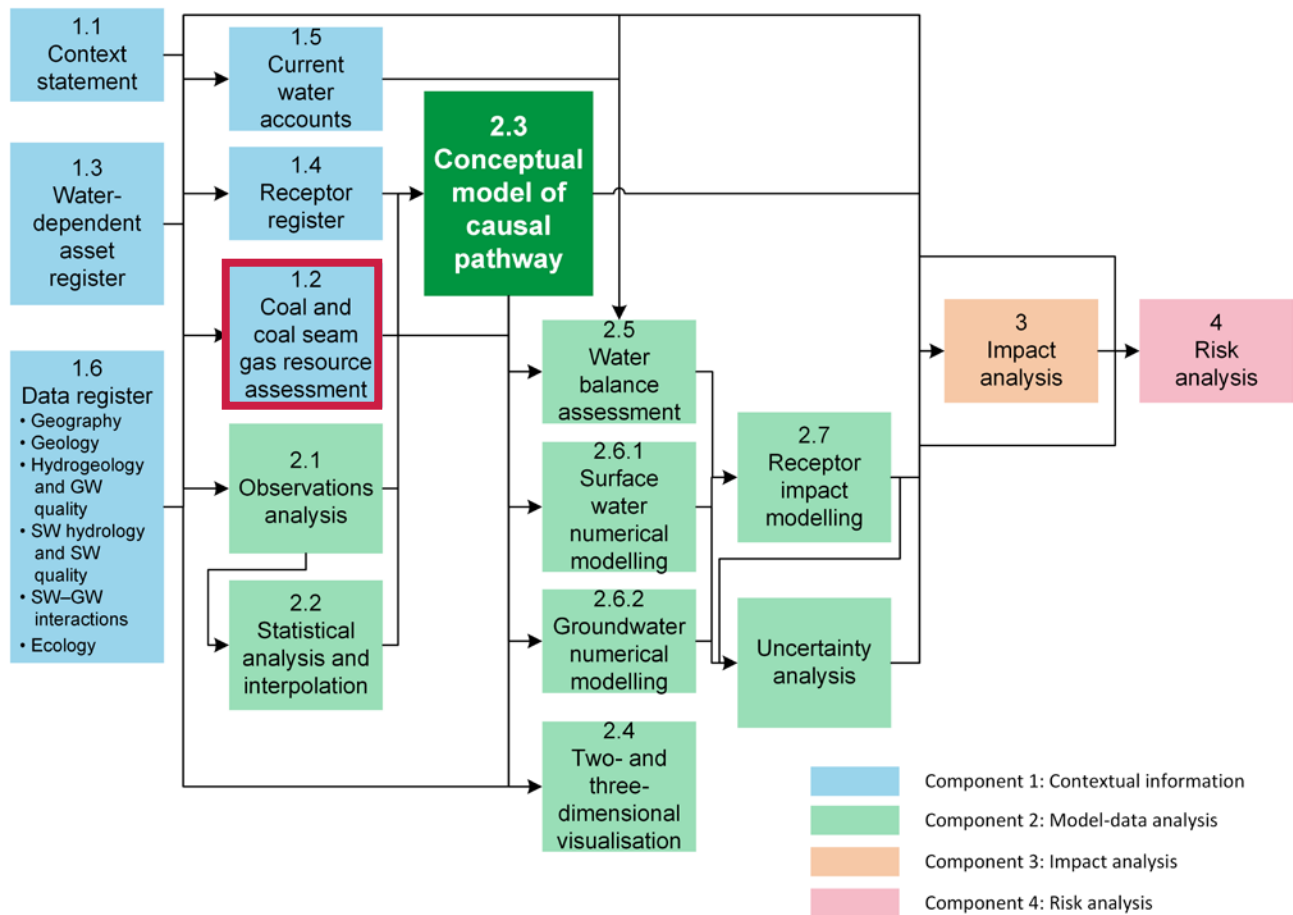 1.1
Context
statement
1.3
Water-
dependent
asset
register
1.6
Data register
• Geography
• Geology
• Hydrogeology
and GW
quality
• SW hydrology
and SW
quality
• SW–GW
interactions
• Ecology
1.5
Current
water
accounts
1.4
Receptor
register
1.2
Coal and
coal seam
gas resource
assessment
2.1
Observations
analysis
2.2
Statistical
analysis and
interpolation
2.3
Conceptual
model of
causal
pathway
2.5
Water
balance
assessment
2.6.1
Surface
water
numerical
modelling
2.6.2
Groundwater
numerical
modelling
2.4
Two- and
three-
dimensional
visualisation
2.7
Receptor
impact
modelling
Uncertainty
analysis
3
Impact
analysis
4
Risk
analysis
Component 1: Contextual information
Component 2: Model-data analysis
Component 3: Impact analysis
Component 4: Risk analysis